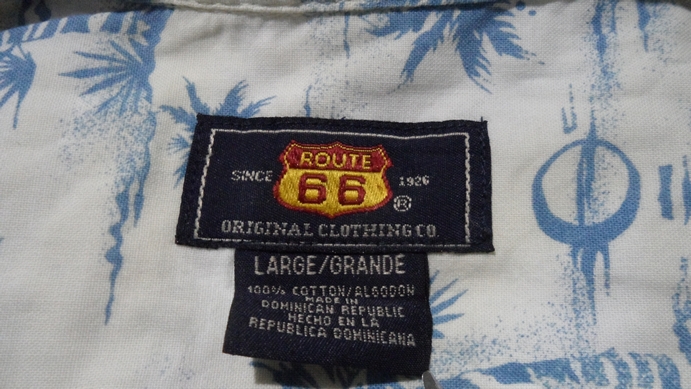 ROUTE
SINCE 66 1926
®
ORIGINAL CLOTHING CO.
LARGE/GRANDE
100% COTTON/ALGODON
MADE IN
DOMINICAN REPUBLIC
HECHO EN LA
REPUBLICA DOMINICANA